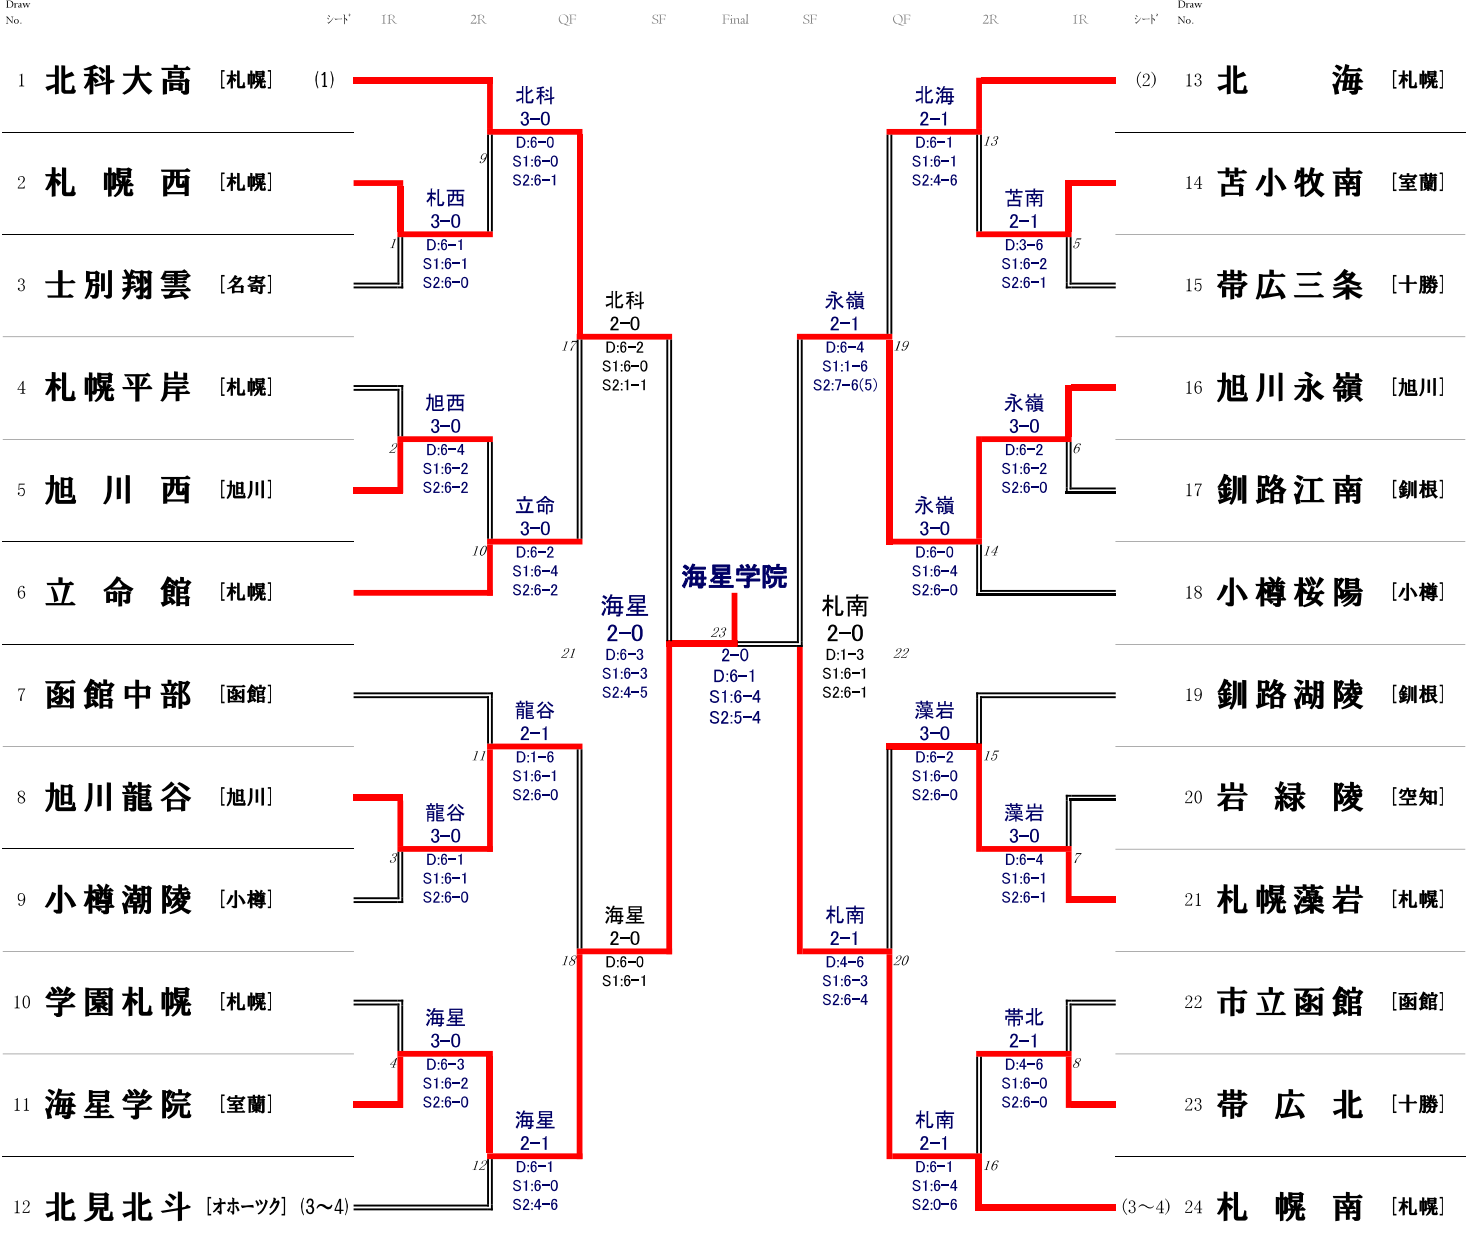 Draw
No. シード 1R 2R QF SF Final SF QF 2R 1R シード Draw
No.
1 北科大高 [札幌] (1)
2 札幌西 [札幌]
3 士別翔雲 [名寄]
4 札幌平岸 [札幌]
5 旭川西 [旭川]
6 立命館 [札幌]
7 函館中部 [函館]
8 旭川龍谷 [旭川]
9 小樽潮陵 [小樽]
10 学園札幌 [札幌]
11 海星学院 [室蘭]
12 北見北斗 [オホーツク] (3～4)
札西
3-0
D:6-1
S1:6-1
S2:6-0
1
旭西
3-0
D:6-4
S1:6-2
S2:6-2
2
龍谷
3-0
D:6-1
S1:6-1
S2:6-0
3
海星
3-0
D:6-3
S1:6-2
S2:6-0
4
北科
3-0
D:6-0
S1:6-0
S2:6-1
9
立命
3-0
D:6-2
S1:6-4
S2:6-2
10
龍谷
2-1
D:1-6
S1:6-1
S2:6-0
11
海星
2-1
D:6-1
S1:6-0
S2:4-6
12
北科
2-0
D:6-2
S1:6-0
S2:1-1
17
海星
2-0
D:6-0
S1:6-1
18
海星
2-0
D:6-3
S1:6-3
S2:4-5
21
海星学院
23
2-0
D:6-1
S1:6-4
S2:5-4
札南
2-0
D:1-3
S1:6-1
S2:6-1
22
永嶺
2-1
D:6-4
S1:1-6
S2:7-6(5)
19
札南
2-1
D:4-6
S1:6-3
S2:6-4
20
北海
2-1
D:6-1
S1:6-1
S2:4-6
13
永嶺
3-0
D:6-0
S1:6-4
S2:6-0
14
藻岩
3-0
D:6-2
S1:6-0
S2:6-0
15
札南
2-1
D:6-1
S1:6-4
S2:0-6
16
苫南
2-1
D:3-6
S1:6-2
S2:6-1
5
永嶺
3-0
D:6-2
S1:6-2
S2:6-0
6
藻岩
3-0
D:6-4
S1:6-1
S2:6-1
7
帯北
2-1
D:4-6
S1:6-0
S2:6-0
8
(2) 13 北海 [札幌]
14 苫小牧南 [室蘭]
15 帯広三条 [十勝]
16 旭川永嶺 [旭川]
17 釧路江南 [釧根]
18 小樽桜陽 [小樽]
19 釧路湖陵 [釧根]
20 岩緑陵 [空知]
21 札幌藻岩 [札幌]
22 市立函館 [函館]
23 帯広北 [十勝]
(3～4) 24 札幌南 [札幌]